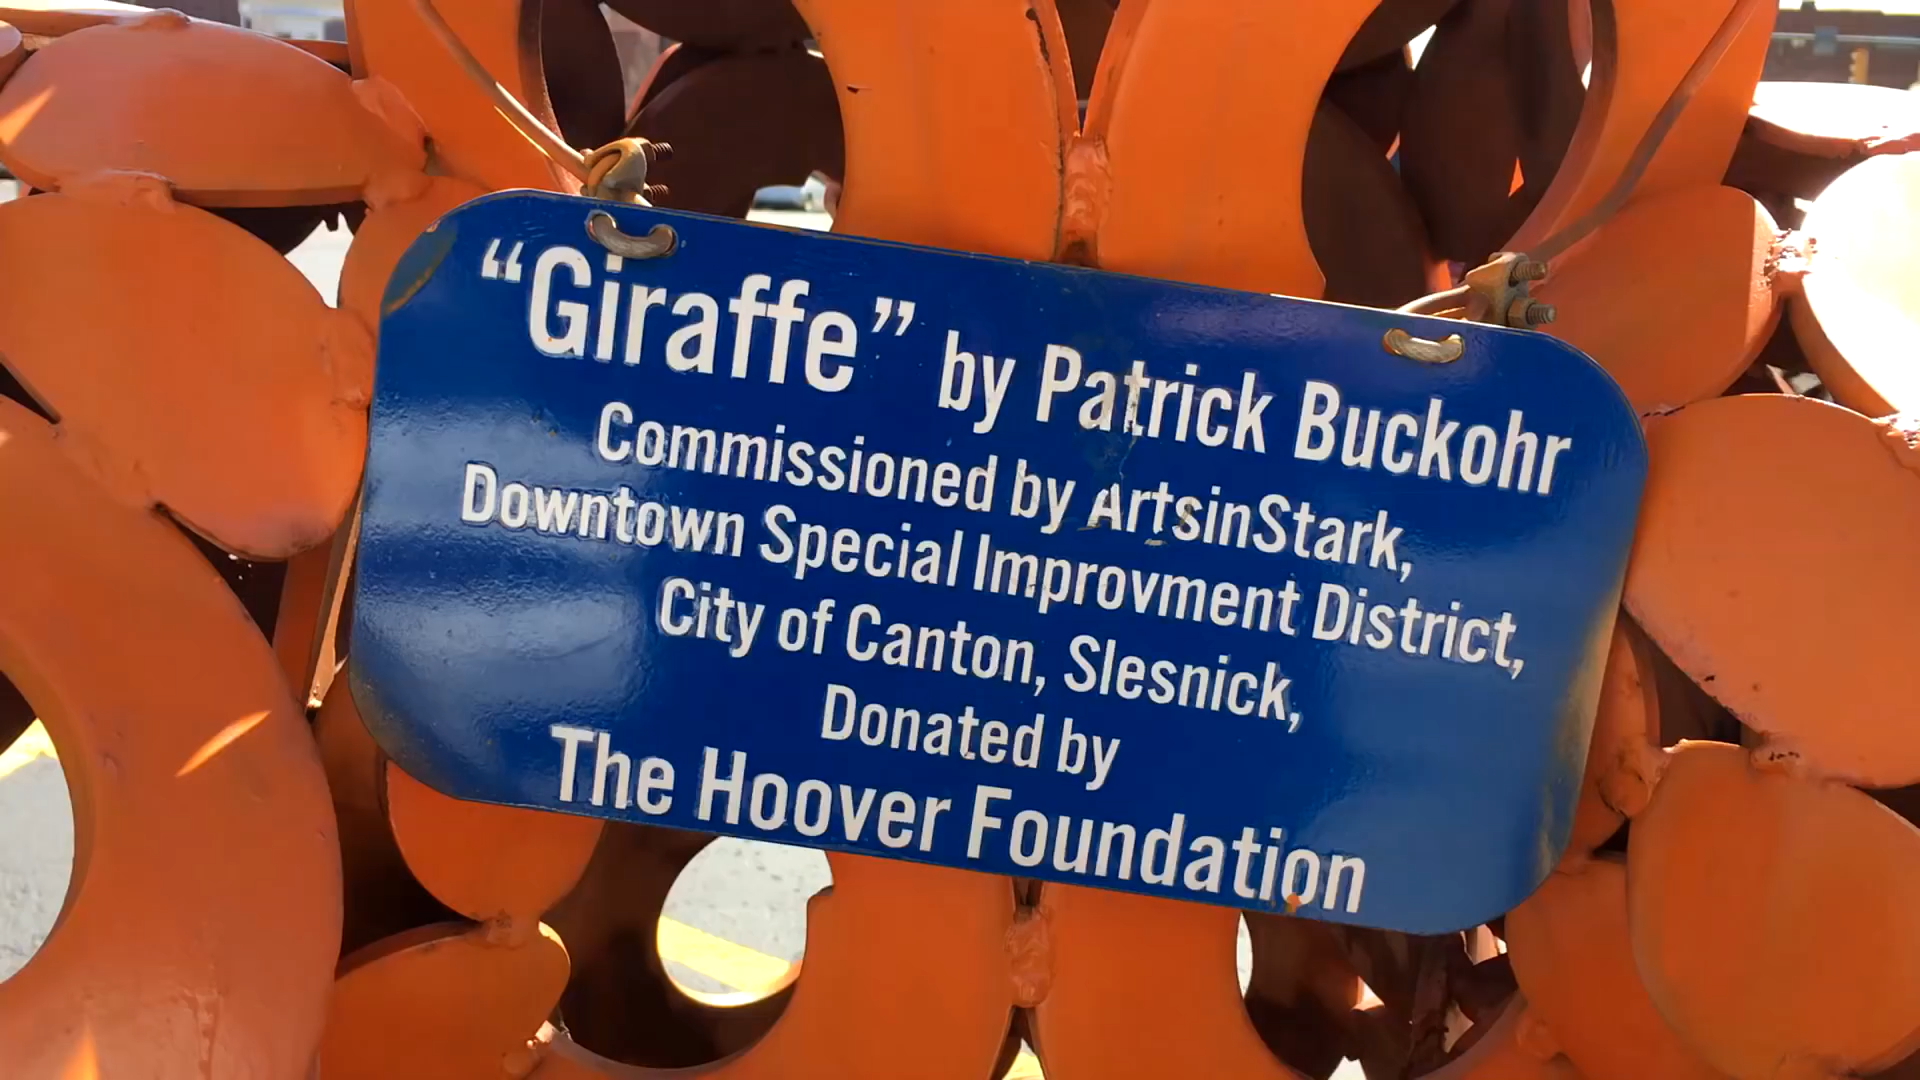 “Giraffe” by Patrick Buckohr
Commissioned by ArtsinStark,
Downtown Special Improvment District,
City of Canton, Slesnick,
Donated by
The Hoover Foundation